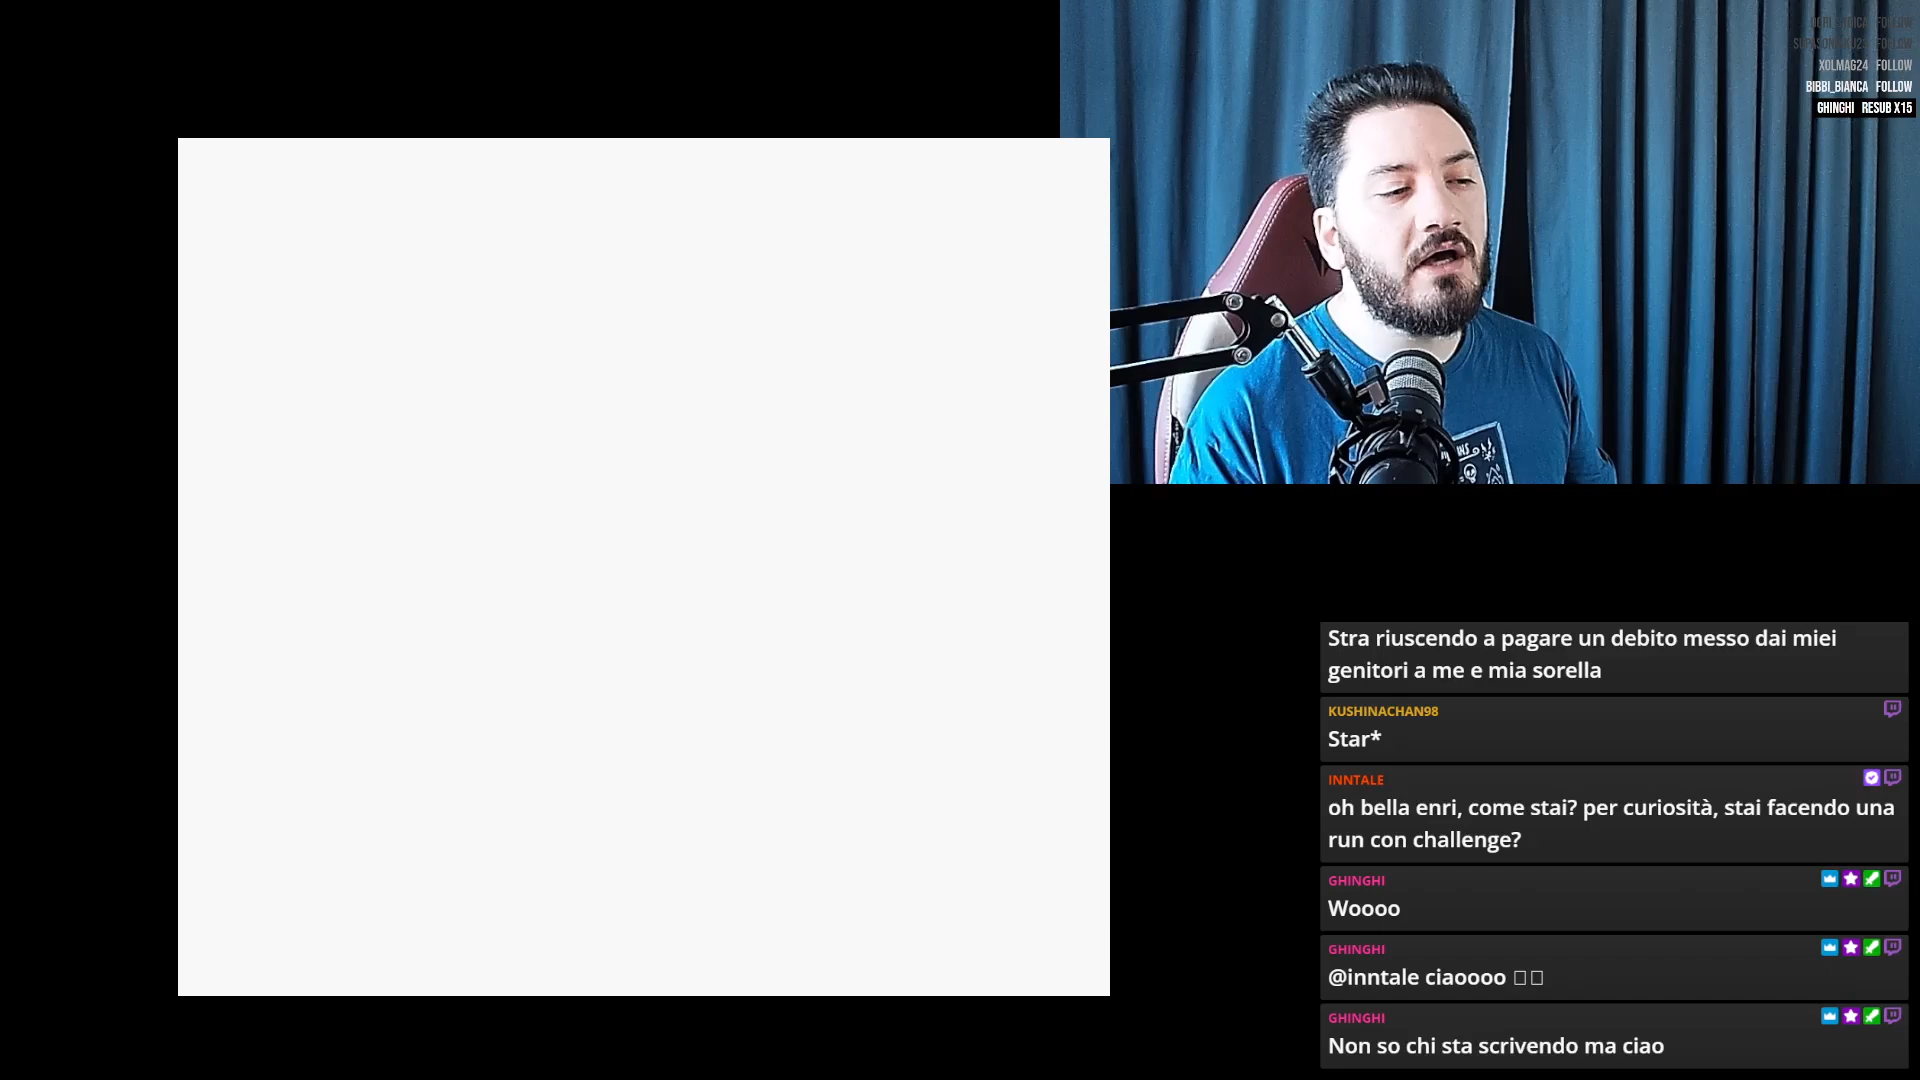 FOLLOW
FOLLOW
XOLMAG24 FOLLOW
BIBBI_BIANCA FOLLOW
GHINGHI RESUB X15
Stra riuscendo a pagare un debito messo dai miei
genitori a me e mia sorella
KUSHINACHAN98
Star*
INNTALE
oh bella enri, come stai? per curiosità, stai facendo una
run con challenge?
GHINGHI
Woooo
GHINGHI
@inntale ciaoooo
GHINGHI
Non so chi sta scrivendo ma ciao